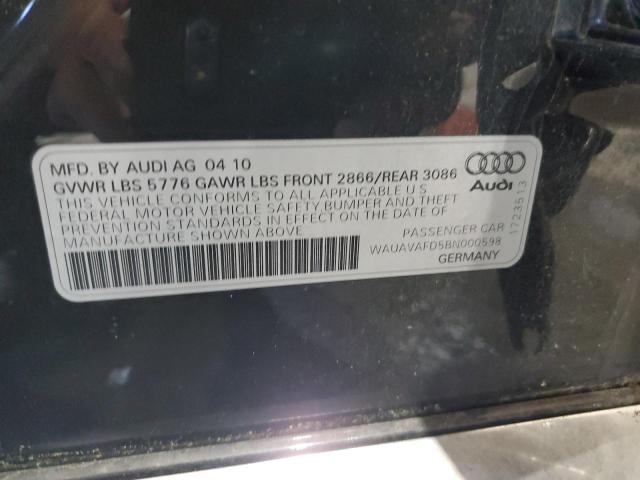 MFD. BY AUDI AG 04 10
GVWR LBS 5776 GAWR LBS FRONT 2866/REAR 3086
THIS VEHICLE CONFORMS TO ALL APPLICABLE U S
FEDERAL MOTOR VEHICLE SAFETY,BUMPER AND THEFT
PREVENTION STANDARDS IN EFFECT ON THE DATE OF
MANUFACTURE SHOWN ABOVE
Audi
PASSENGER CAR
WAUAVAFD5BN000598
GERMANY
1723513